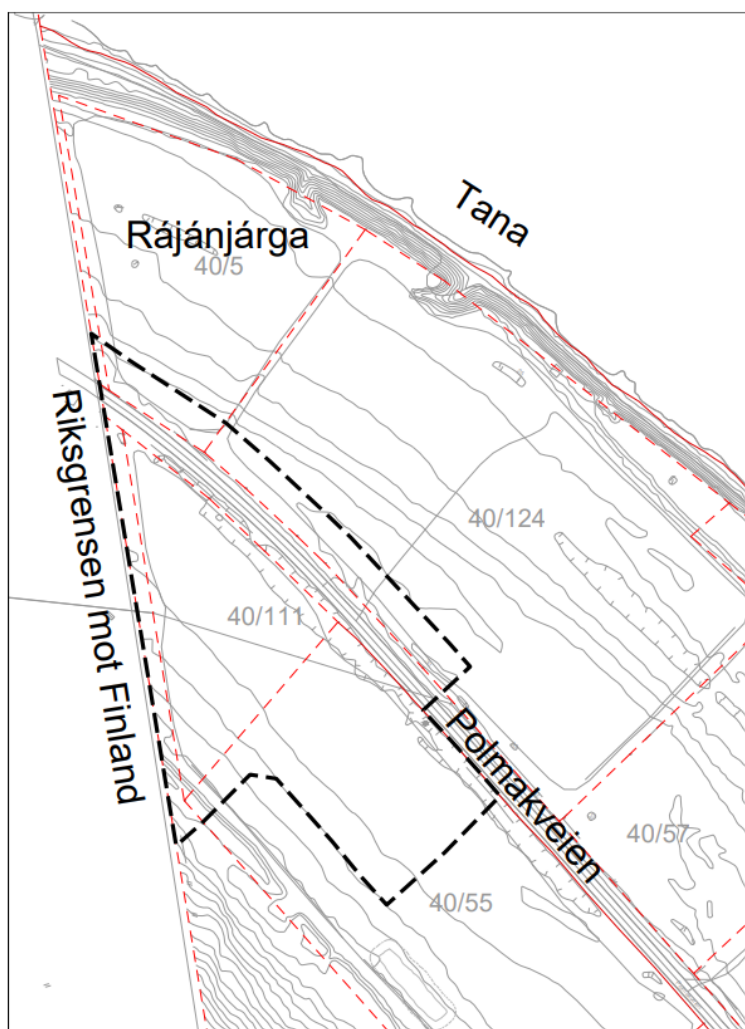 Tana
Rájánjárga
40/5
Riksgrensen mot Finland
40/124
40/111
Polmakveien
40/57
40/55